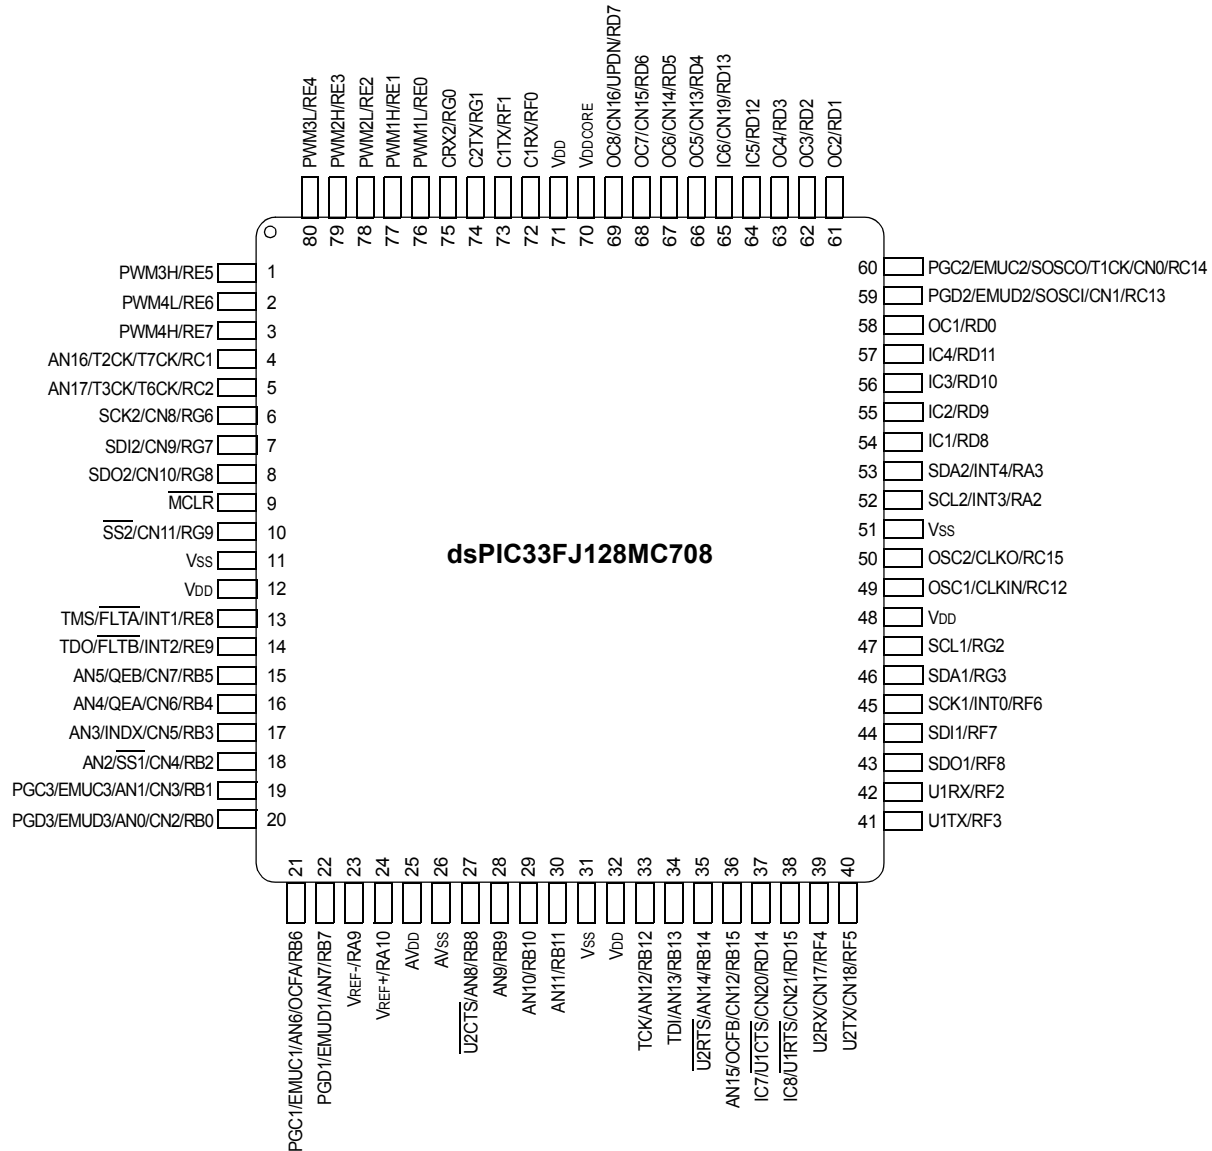 PWM3L/RE4
PWM2H/RE3
PWM2L/RE2
PWM1H/RE1
PWM1L/RE0
CRX2/RG0
C2TX/RG1
C1TX/RF1
C1RX/RF0
VDD
VDDCORE
OC8/CN16/UPDN/RD7
OC7/CN15/RD6
OC6/CN14/RD5
OC5/CN13/RD4
IC6/CN19/RD13
IC5/RD12
OC4/RD3
OC3/RD2
OC2/RD1
80
79
78
77
76
75
74
73
72
71
70
69
68
67
66
65
64
63
62
61
PWM3H/RE5 1
PWM4L/RE6 2
PWM4H/RE7 3
AN16/T2CK/T7CK/RC1 4
AN17/T3CK/T6CK/RC2 5
SCK2/CN8/RG6 6
SDI2/CN9/RG7 7
SDO2/CN10/RG8 8
MCLR 9
SS2/CN11/RG9 10
VSS 11
VDD 12
TMS/FLTA/INT1/RE8 13
TDO/FLTB/INT2/RE9 14
AN5/QEB/CN7/RB5 15
AN4/QEA/CN6/RB4 16
AN3/INDX/CN5/RB3 17
AN2/SS1/CN4/RB2 18
PGC3/EMUC3/AN1/CN3/RB1 19
PGD3/EMUD3/AN0/CN2/RB0 20
dsPIC33FJ128MC708
60 PGC2/EMUC2/SOSCO/T1CK/CN0/RC14
59 PGD2/EMUD2/SOSCI/CN1/RC13
58 OC1/RD0
57 IC4/RD11
56 IC3/RD10
55 IC2/RD9
54 IC1/RD8
53 SDA2/INT4/RA3
52 SCL2/INT3/RA2
51 VSS
50 OSC2/CLKO/RC15
49 OSC1/CLKIN/RC12
48 VDD
47 SCL1/RG2
46 SDA1/RG3
45 SCK1/INT0/RF6
44 SDI1/RF7
43 SDO1/RF8
42 U1RX/RF2
41 U1TX/RF3
21
22
23
24
25
26
27
28
29
30
31
32
33
34
35
36
37
38
39
40
PGC1/EMUC1/AN6/OCFA/RB6
PGD1/EMUD1/AN7/RB7
VREF-/RA9
VREF+/RA10
AVDD
AVSS
U2CTS/AN8/RB8
AN9/RB9
AN10/RB10
AN11/RB11
VSS
VDD
TCK/AN12/RB12
TDI/AN13/RB13
U2RTS/AN14/RB14
AN15/OCFB/CN12/RB15
IC7/U1CTS/CN20/RD14
IC8/U1RTS/CN21/RD15
U2RX/CN17/RF4
U2TX/CN18/RF5